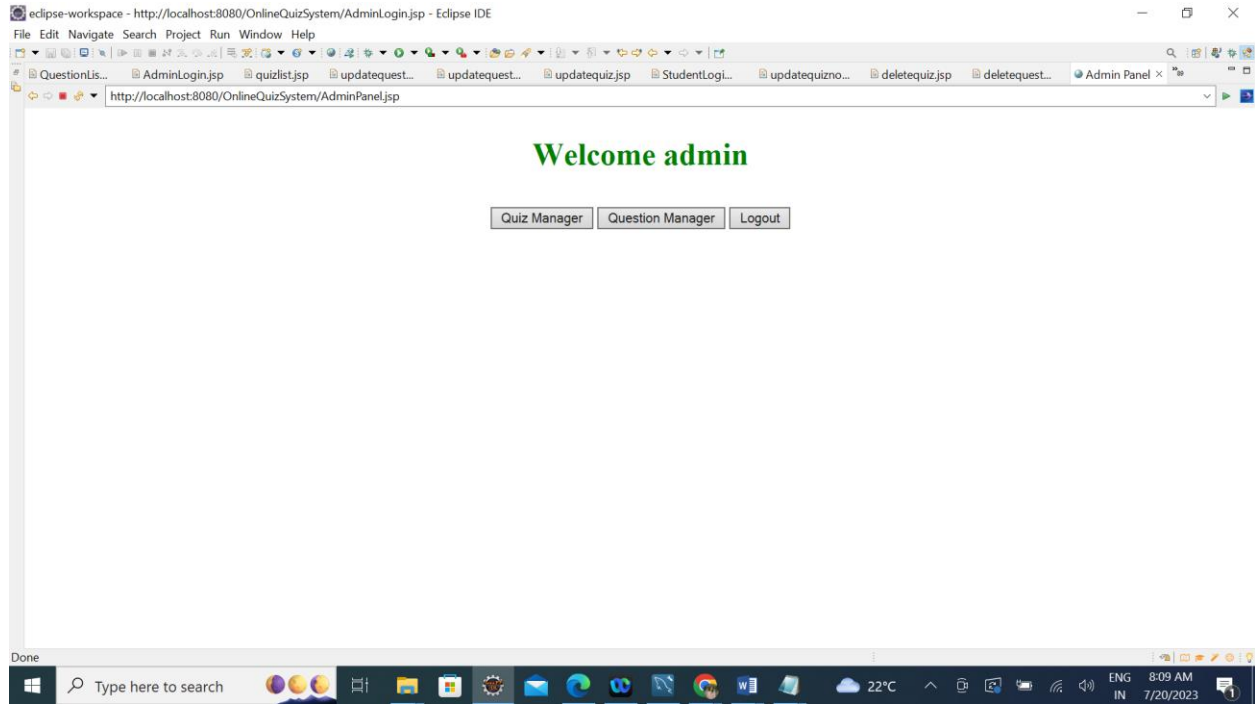 eclipse-workspace - http://localhost:8080/OnlineQuizSystem/AdminLogin.jsp - Eclipse IDE
File Edit Navigate Search Project Run Window Help
QuestionLis... AdminLogin.jsp quizlist.jsp updatequest... updatequest... updatequiz.jsp StudentLogi... updatequizno... deletequiz.jsp deletequest... Admin Panel
http://localhost:8080/OnlineQuizSystem/AdminPanel.jsp
Welcome admin
Quiz Manager Question Manager Logout
Done
Type here to search 22°C ENG 8:09 AM
IN 7/20/2023